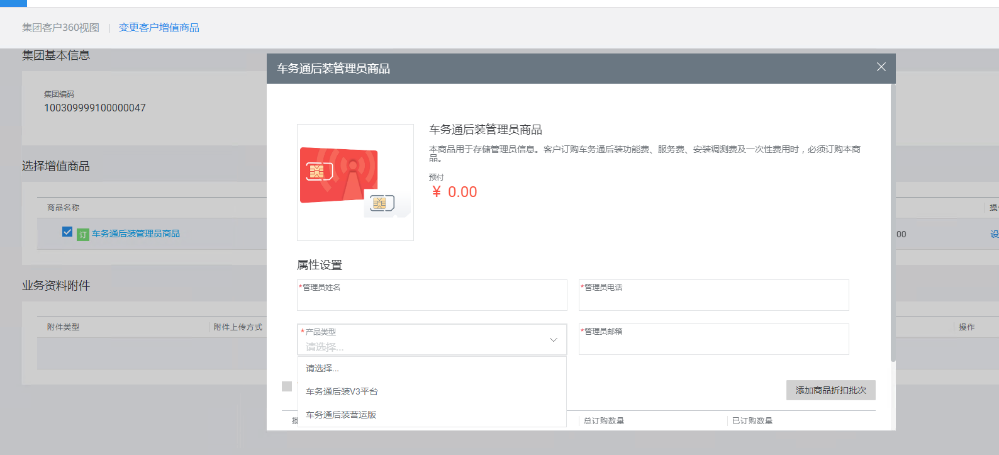 集团客户360视图 | 变更客户增值商品
集团基本信息
集团编码
100309999100000047
选择增值商品
商品名称
操
订 车务通后装管理员商品
00
设
业务资料附件
附件类型
附件上传方式
操作
车务通后装管理员商品
车务通后装管理员商品
本商品用于存储管理员信息。客户订购车务通后装功能费、服务费、安装调测费及一次性费用时，必须订购本商
品。
预付
¥ 0.00
属性设置
*管理员姓名
*管理员电话
*产品类型
请选择...
*管理员邮箱
请选择...
车务通后装V3平台
车务通后装营运版
添加商品折扣批次
批
总订购数量
已订购数量